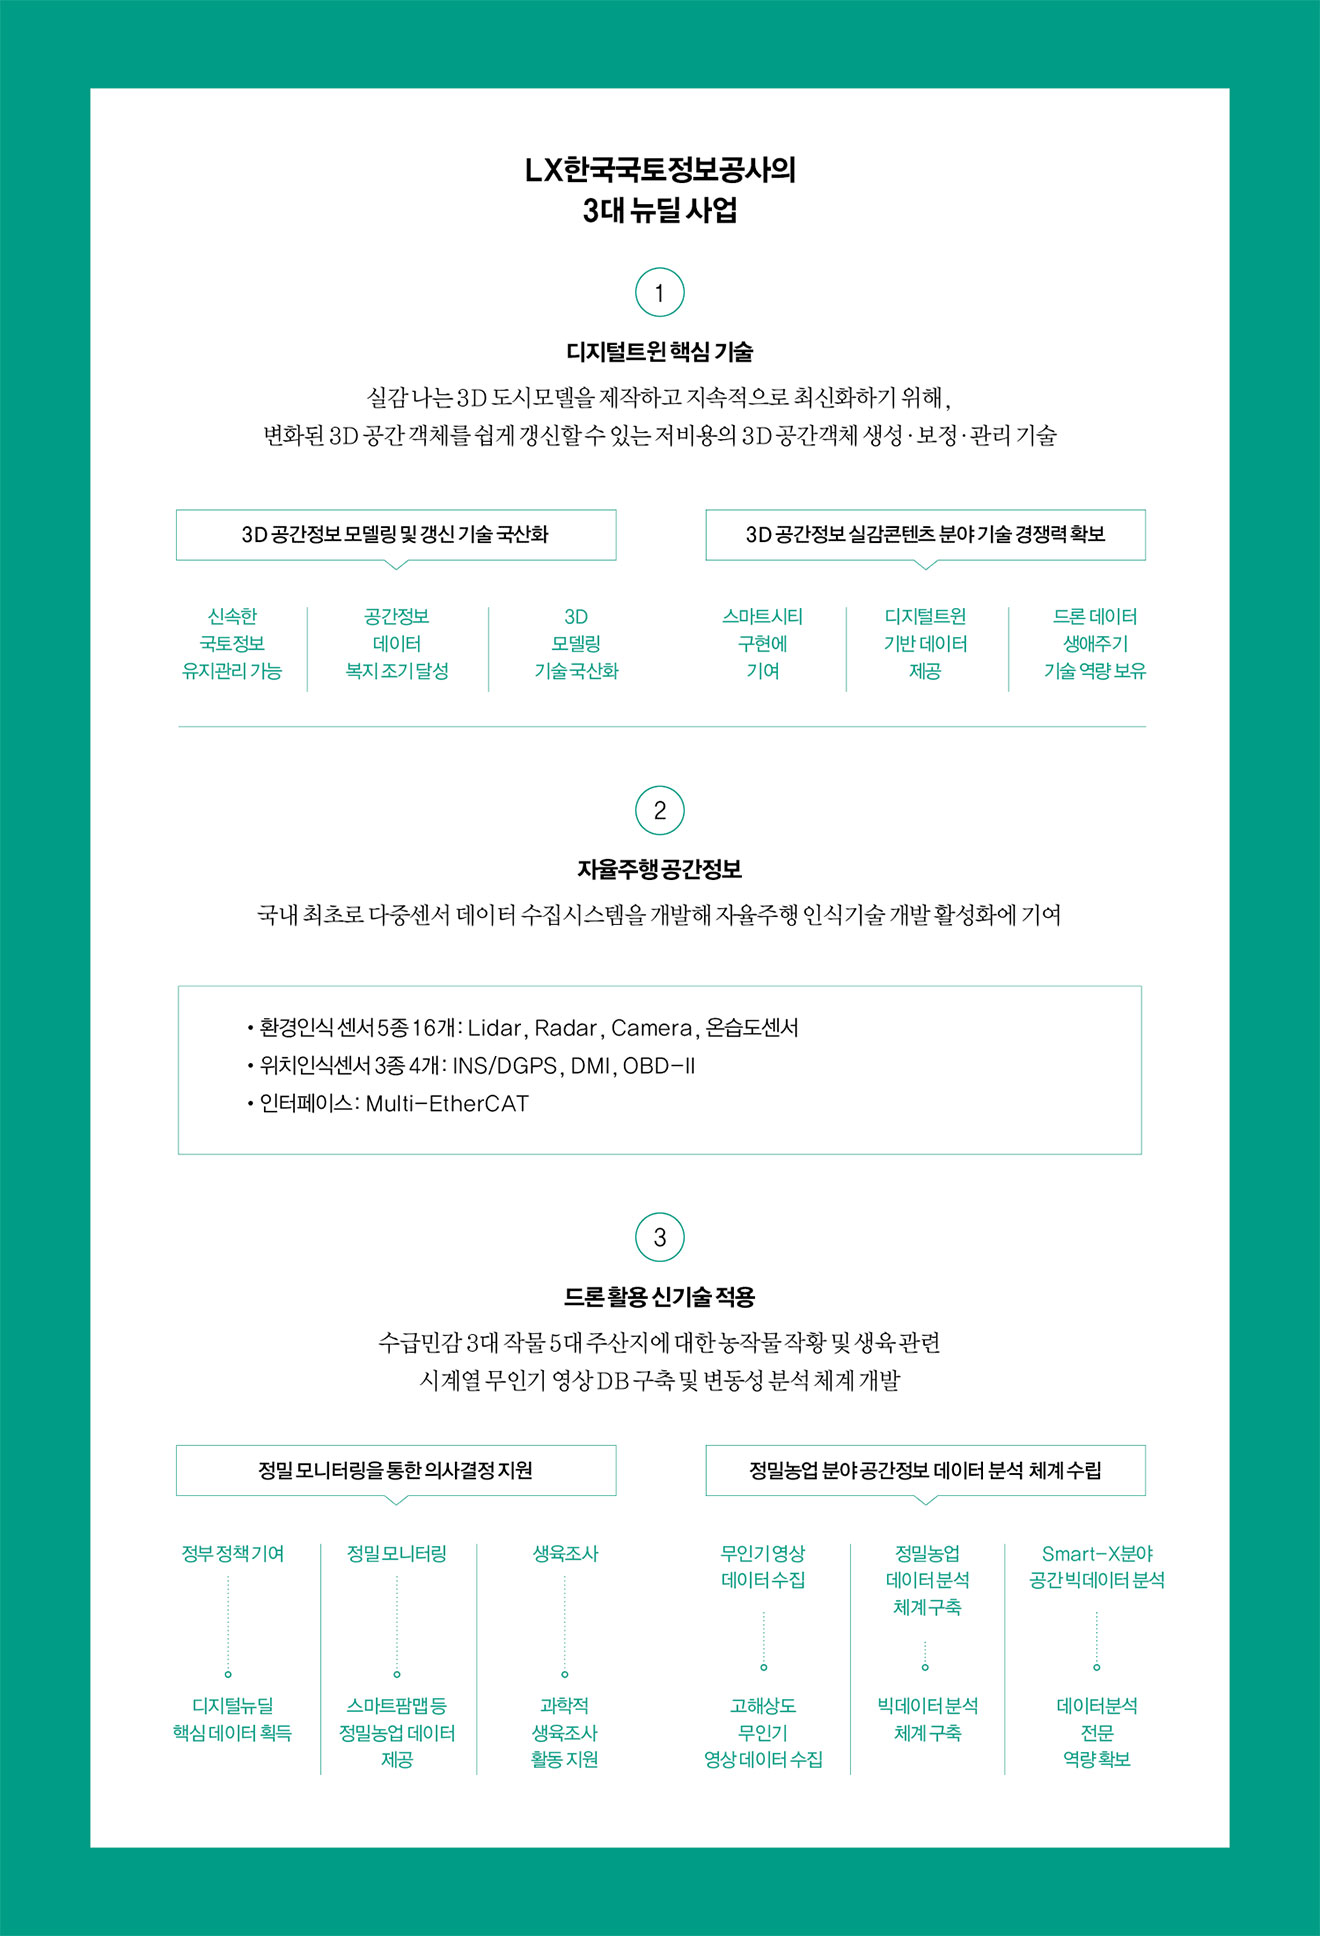 LX한국국토정보공사의
3대 뉴딜 사업
1
디지털트윈 핵심 기술
실감 나는 3D 도시모델을 제작하고 지속적으로 최신화하기 위해,
변화된 3D 공간 객체를 쉽게 갱신할 수 있는 저비용의 3D 공간객체 생성·보정·관리 기술
3D 공간정보 모델링 및 갱신 기술 국산화
신속한
국토정보
유지관리 가능
공간정보
데이터
복지 조기 달성
3D
모델링
기술 국산화
3D 공간정보 실감콘텐츠 분야 기술 경쟁력 확보
스마트시티
구현에
기여
디지털트윈
기반 데이터
제공
드론 데이터
생애주기
기술 역량 보유
2
자율주행 공간정보
국내 최초로 다중센서 데이터 수집시스템을 개발해 자율주행 인식기술 개발 활성화에 기여
• 환경인식 센서 5종 16개: Lidar, Radar, Camera, 온습도센서
• 위치인식센서 3종 4개: INS/DGPS, DMI, OBD-II
• 인터페이스: Multi-EtherCAT
3
드론 활용 신기술 적용
수급민감 3대 작물 5대 주산지에 대한 농작물 작황 및 생육 관련
시계열 무인기 영상 DB 구축 및 변동성 분석 체계 개발
정밀 모니터링을 통한 의사결정 지원
정부 정책 기여
디지털뉴딜
핵심 데이터 획득
정밀 모니터링
스마트팜맵 등
정밀농업 데이터
제공
생육조사
과학적
생육조사
활동 지원
정밀농업 분야 공간정보 데이터 분석 체계 수립
무인기 영상
데이터 수집
고해상도
무인기
영상 데이터 수집
정밀농업
데이터 분석
체계 구축
빅데이터 분석
체계 구축
Smart-X분야
공간 빅데이터 분석
데이터분석
전문
역량 확보